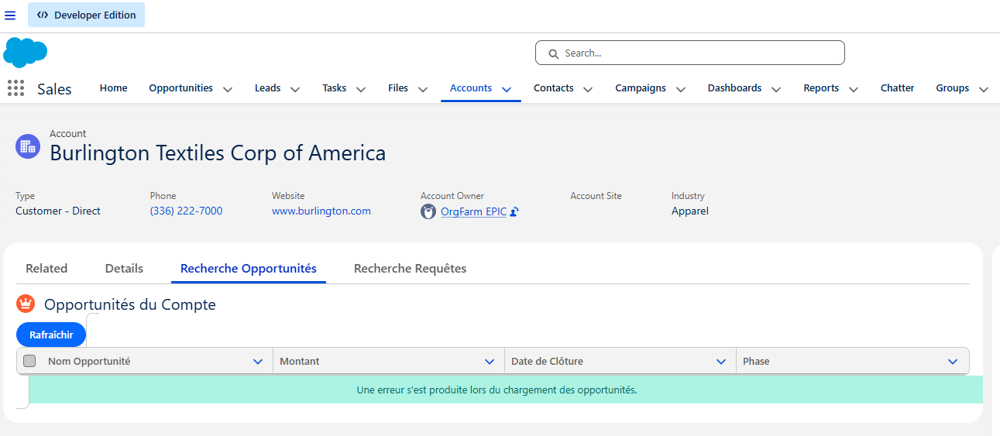 Developer Edition
Search...
Sales Home Opportunities Leads Tasks Files Accounts Contacts Campaigns Dashboards Reports Chatter Groups
Account
Burlington Textiles Corp of America
Type Phone Website Account Owner Account Site Industry
Customer - Direct (336) 222-7000 www.burlington.com OrgFarm EPIC Apparel
Related Details Recherche Opportunités Recherche Requêtes
Opportunités du Compte
Rafraîchir
Nom Opportunité Montant Date de Clôture Phase
Une erreur s'est produite lors du chargement des opportunités.